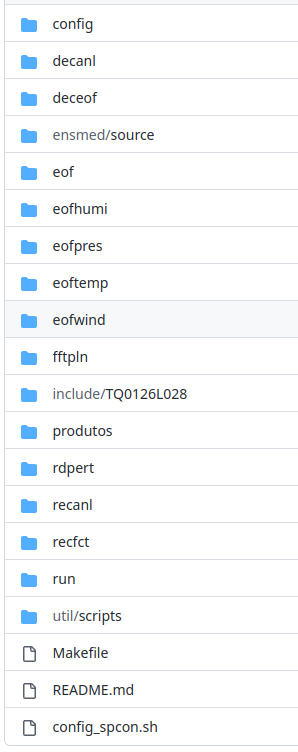 config
decanl
deceof
ensmed/source
eof
eofhumi
eofpres
eoftemp
eofwind
fftpln
include/TQ0126L028
produtos
rdpert
recanl
recfct
run
util/scripts
Makefile
README.md
config_spcon.sh